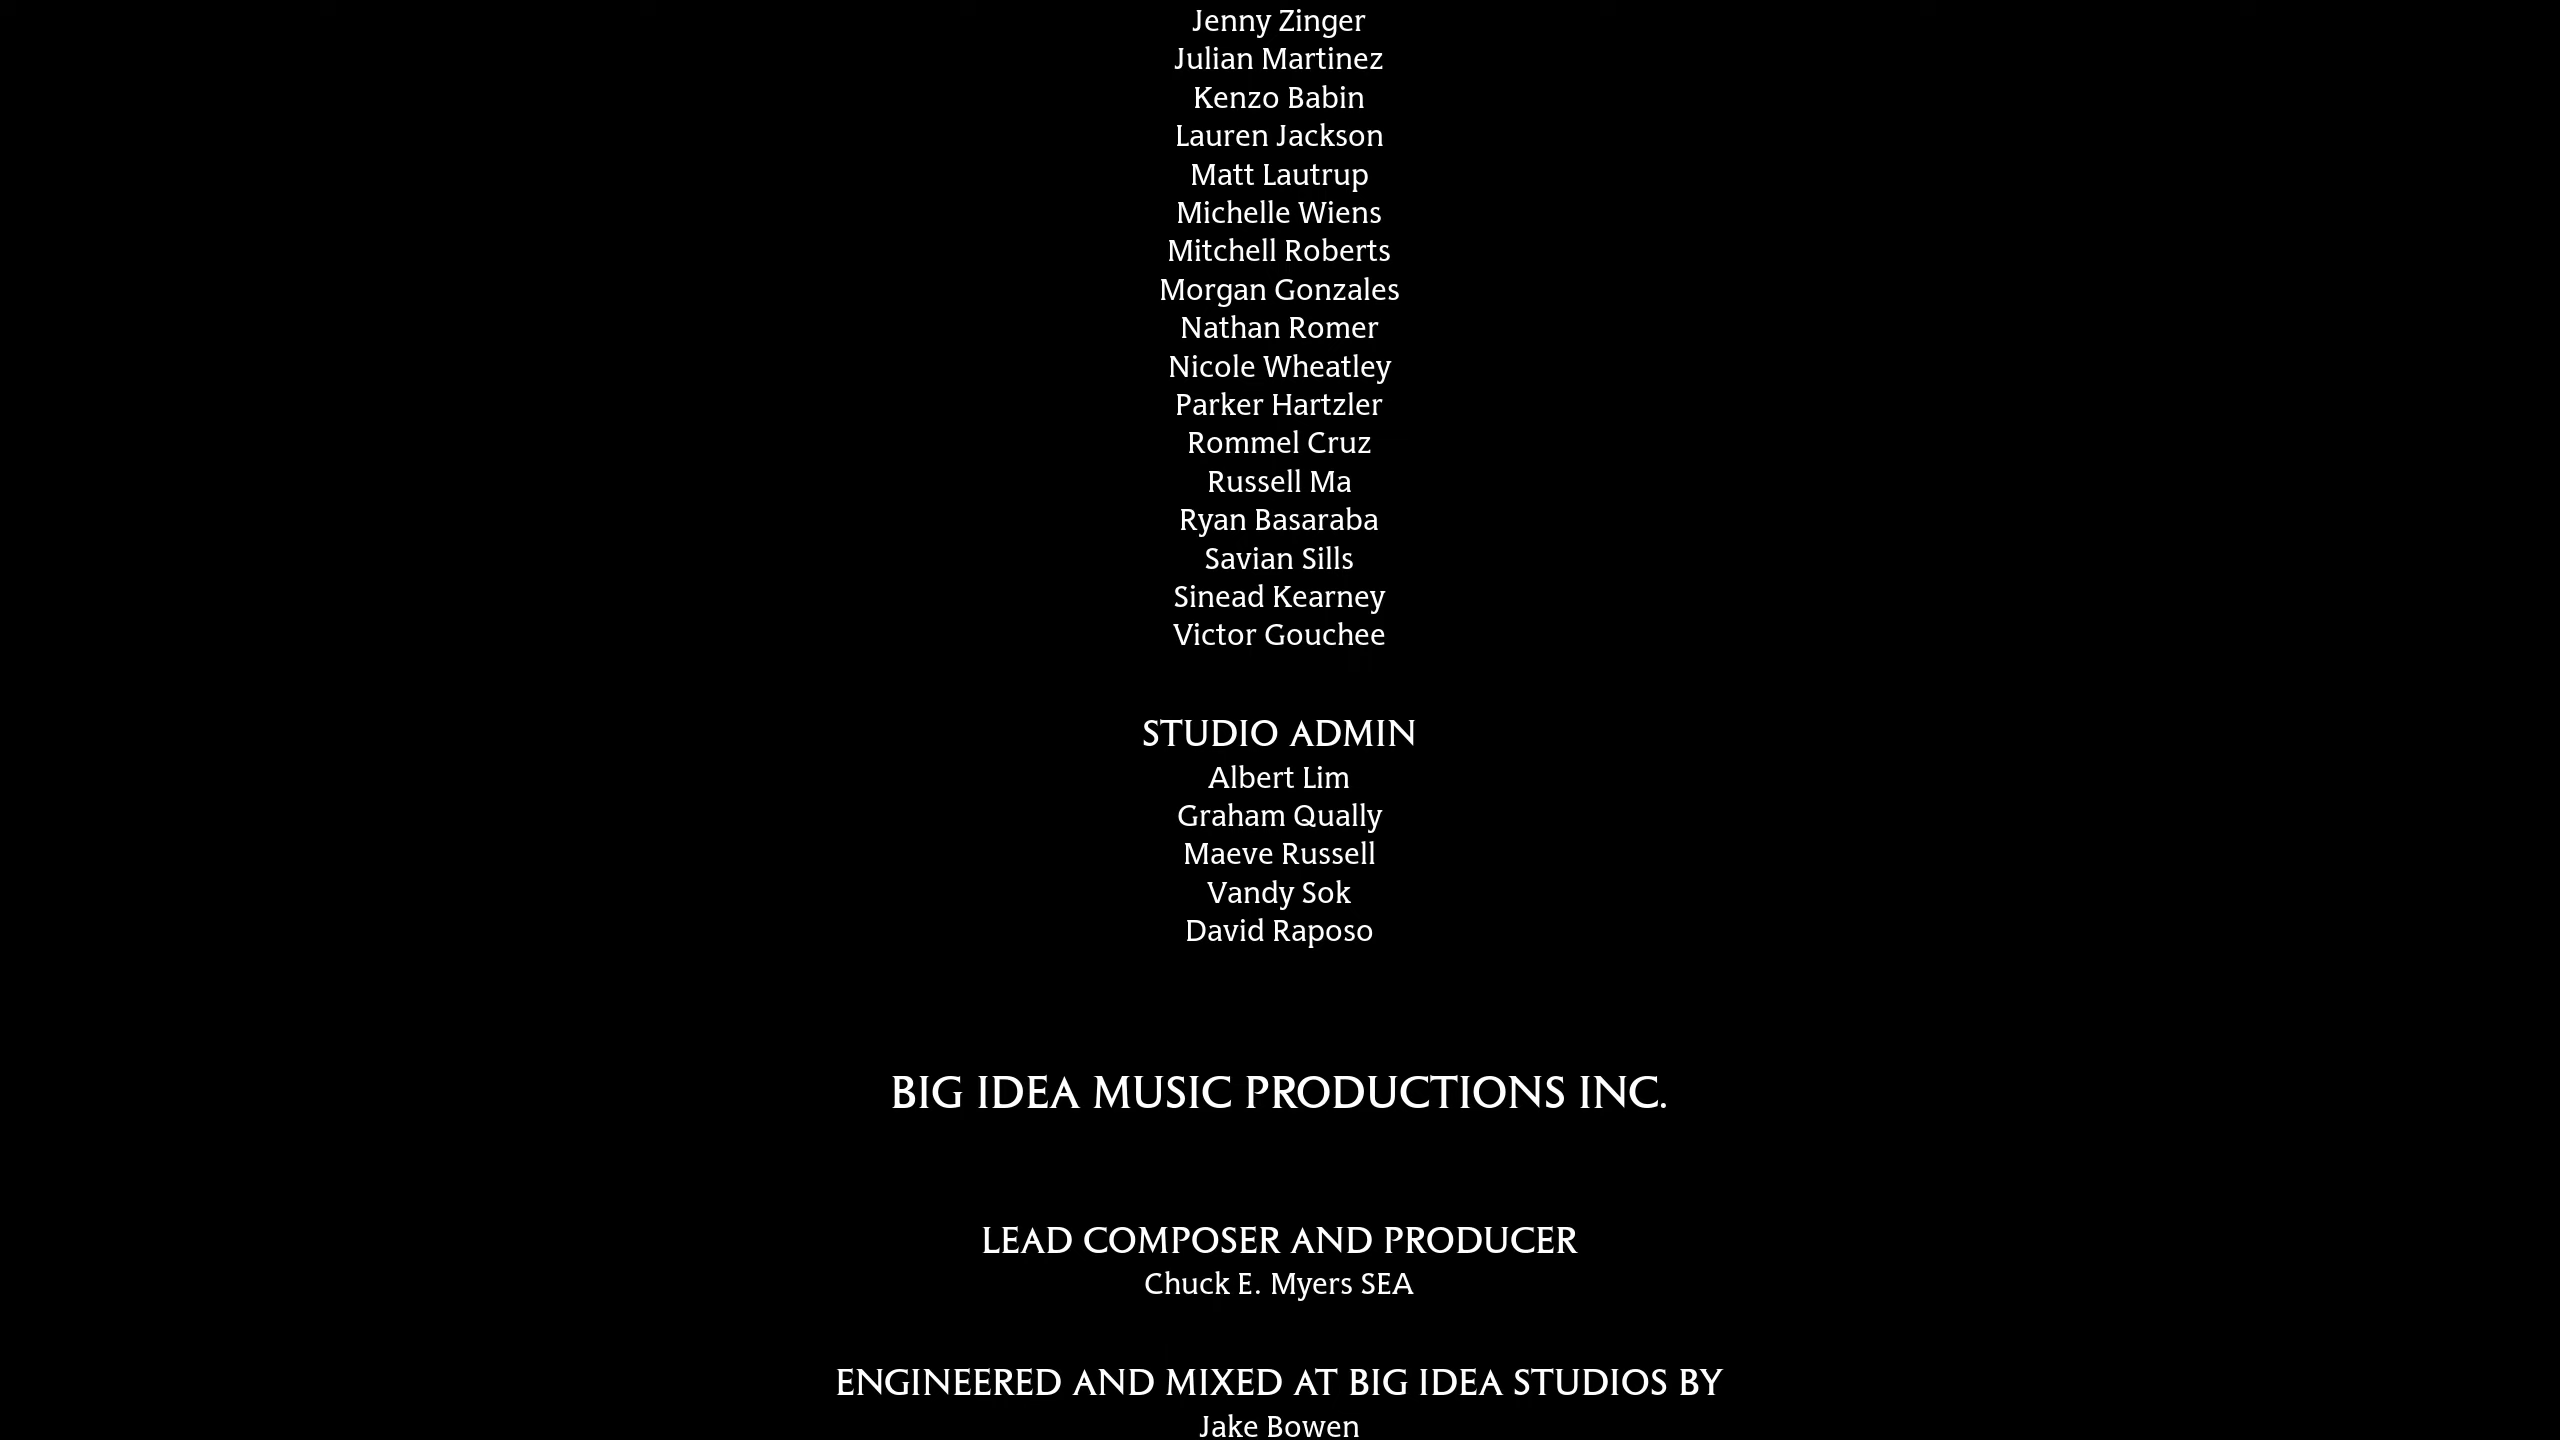 Jenny Zinger
Julian Martinez
Kenzo Babin
Lauren Jackson
Matt Lautrup
Michelle Wiens
Mitchell Roberts
Morgan Gonzales
Nathan Romer
Nicole Wheatley
Parker Hartzler
Rommel Cruz
Russell Ma
Ryan Basaraba
Savian Sills
Sinead Kearney
Victor Gouchee
STUDIO ADMIN
Albert Lim
Graham Qually
Maeve Russell
Vandy Sok
David Raposo
BIG IDEA MUSIC PRODUCTIONS INC.
LEAD COMPOSER AND PRODUCER
Chuck E. Myers SEA
ENGINEERED AND MIXED AT BIG IDEA STUDIOS BY
Jake Bowen